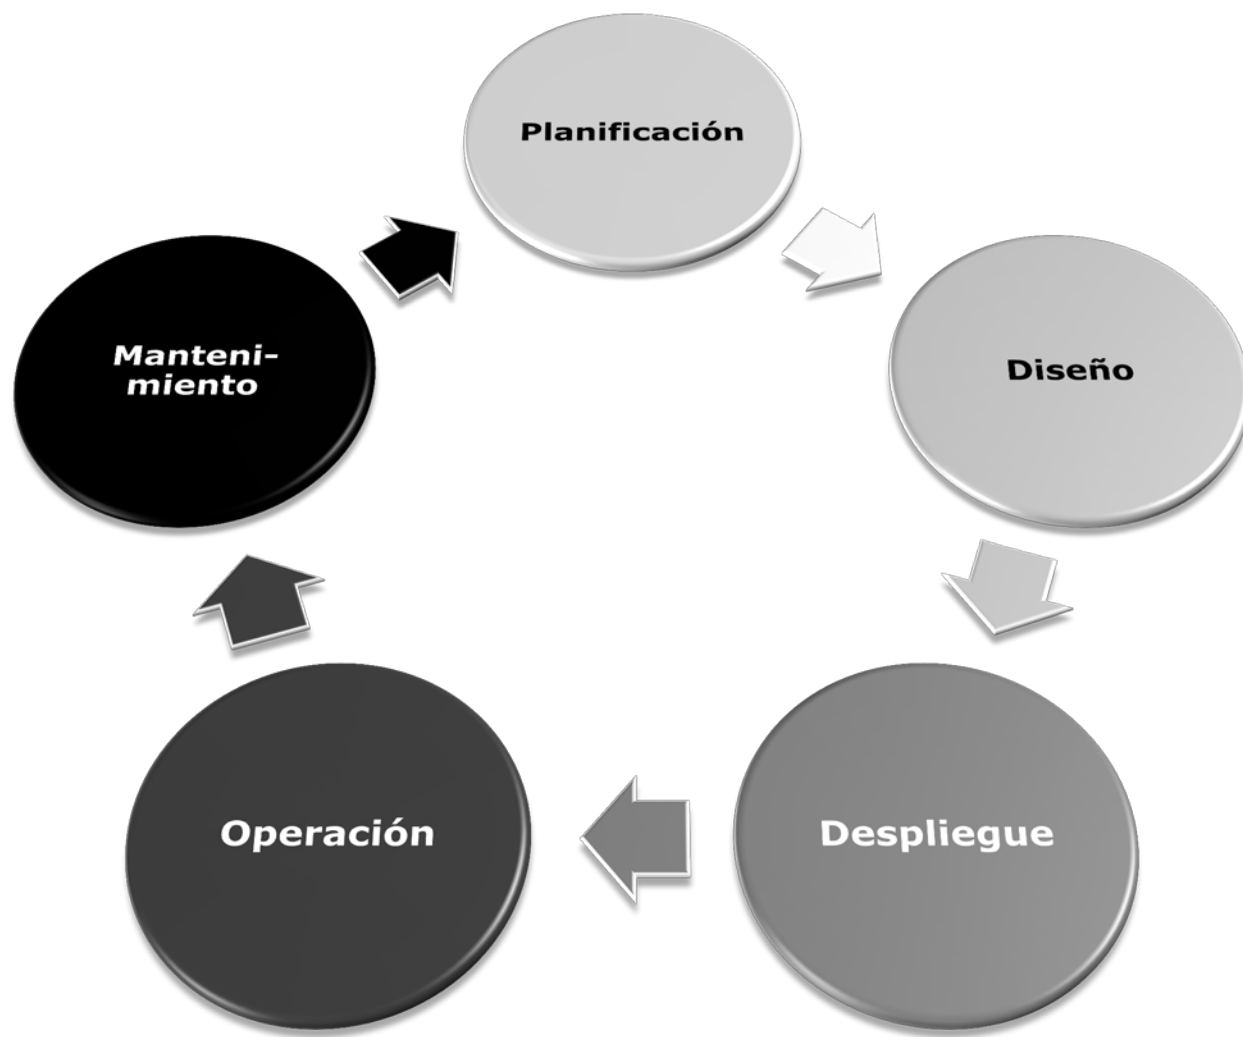 Planificación
Diseño
Despliegue
Operación
Manteni-
miento